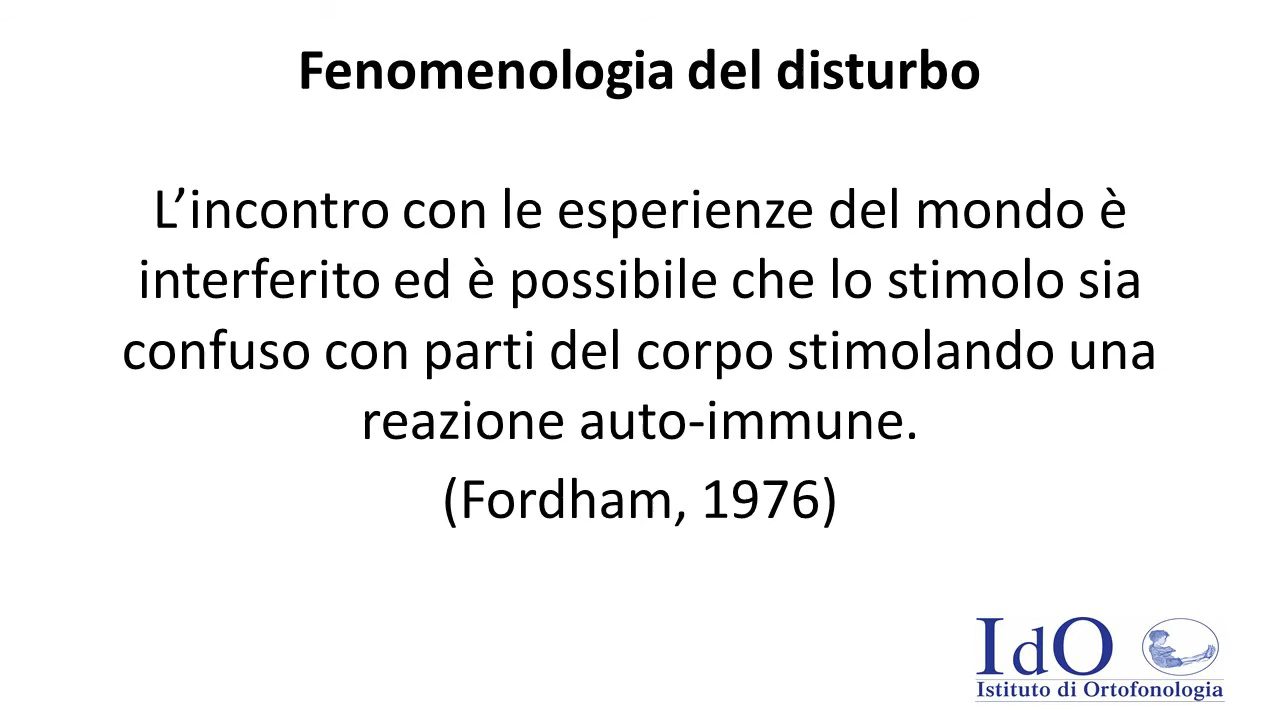 Fenomenologia del disturbo
L’incontro con le esperienze del mondo è
interferito ed è possibile che lo stimolo sia
confuso con parti del corpo stimolando una
reazione auto-immune.
(Fordham, 1976)
IdO
Istituto di Ortofonologia